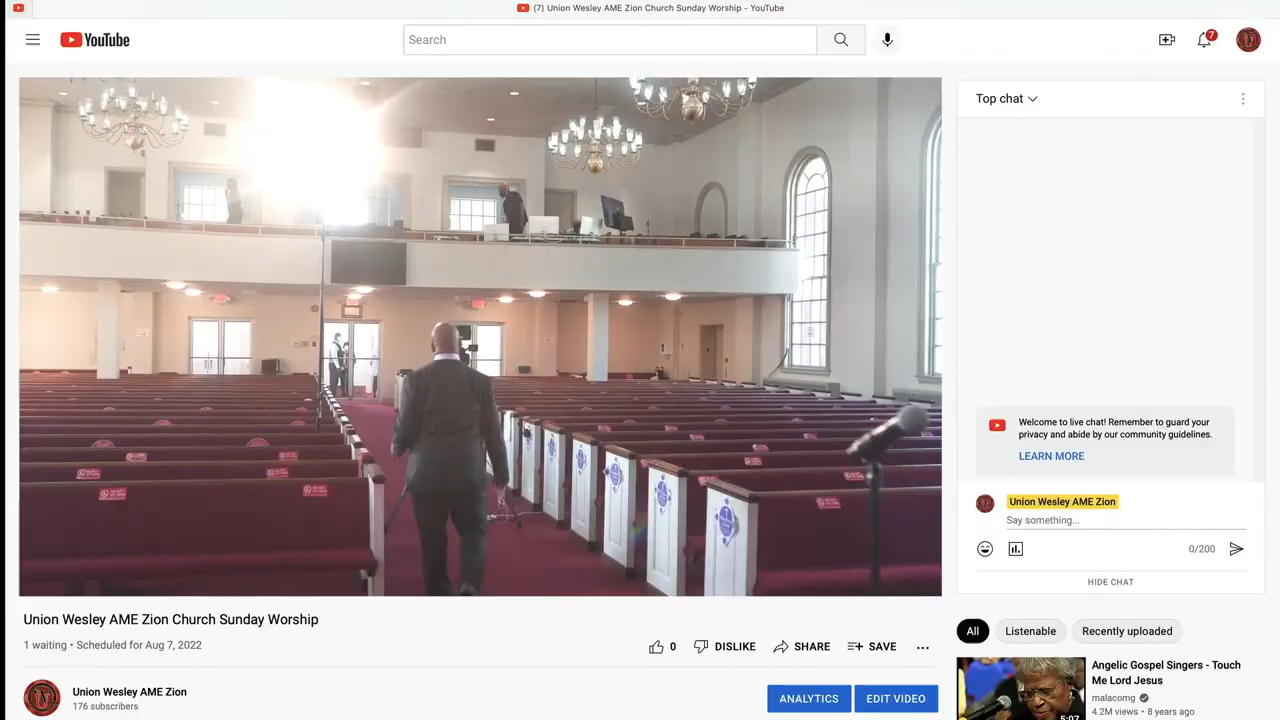 (7) Union Wesley AME Zion Church Sunday Worship - YouTube
YouTube
Search
7
Top chat
Welcome to live chat! Remember to guard your
privacy and abide by our community guidelines.
LEARN MORE
Union Wesley AME Zion
Say something...
0/200
HIDE CHAT
Union Wesley AME Zion Church Sunday Worship
1 waiting • Scheduled for Aug 7, 2022
0
DISLIKE
SHARE
SAVE
Union Wesley AME Zion
176 subscribers
ANALYTICS
EDIT VIDEO
All
Listenable
Recently uploaded
Angelic Gospel Singers - Touch
Me Lord Jesus
malacomg
4.2M views • 8 years ago
5:07